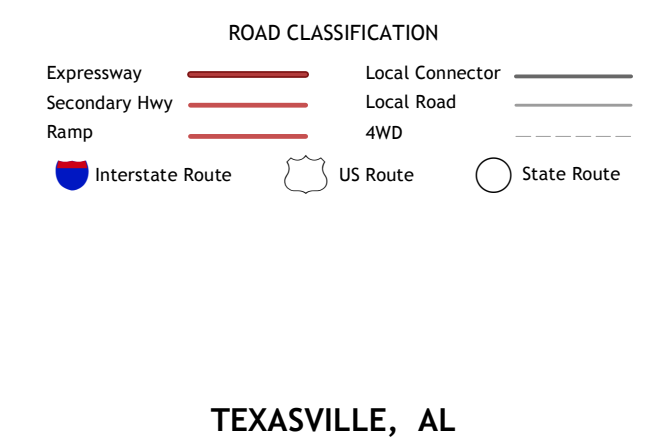 ROAD CLASSIFICATION
Expressway
Secondary Hwy
Ramp
Local Connector
Local Road
4WD
Interstate Route
US Route
State Route
TEXASVILLE, AL